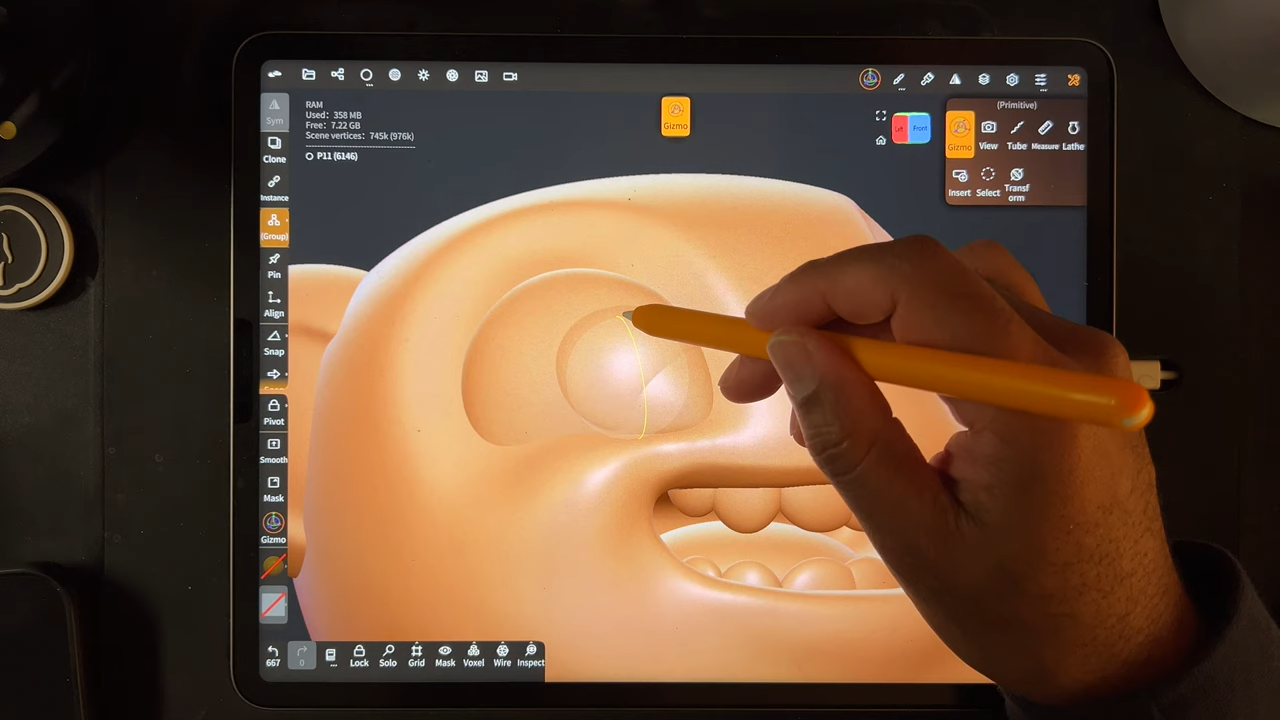 RAM
Used: 358 MB
Free: 7.22 GB
Scene vertices: 745k (976k)
P11 (6146)
Gizmo
Left
Front
(Primitive)
Gizmo
View
Tube
Measure
Lathe
Insert
Select
Transf
orm
Sym
Clone
Instance
(Group)
Pin
Align
Snap
Pivot
Smooth
Mask
Gizmo
667
0
Lock
Solo
Grid
Mask
Voxel
Wire
Inspect